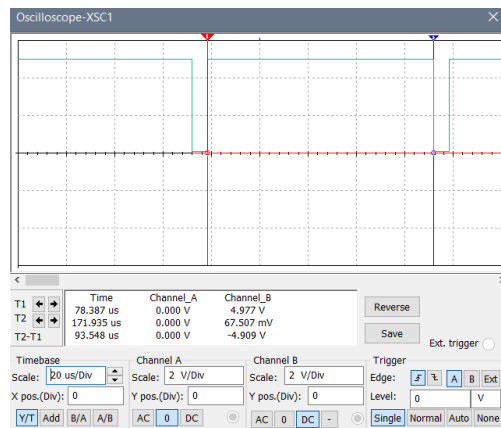 Oscilloscope-XSC1
1 2
Time Channel_A Channel_B
T1 78.387 us 0.000 V 4.977 V
T2 171.935 us 0.000 V 67.507 mV
T2-T1 93.548 us 0.000 V -4.909 V
Reverse
Save
Ext. trigger
Timebase Channel A Channel B Trigger
Scale: 20 us/Div Scale: 2 V/Div Scale: 2 V/Div Edge: A B Ext
X pos.(Div): 0 Y pos.(Div): 0 Y pos.(Div): 0 Level: 0 V
Y/T Add B/A A/B AC 0 DC AC 0 DC - Single Normal Auto None